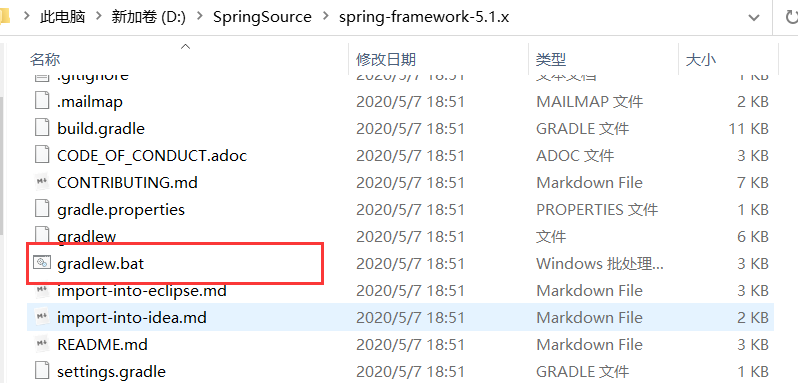 此电脑 > 新加卷 (D:) > SpringSource > spring-framework-5.1.x
名称 修改日期 类型 大小
.gitignore 2020/5/7 18:51 文本文档 1 KB
.mailmap 2020/5/7 18:51 MAILMAP 文件 2 KB
build.gradle 2020/5/7 18:51 GRADLE 文件 11 KB
CODE_OF_CONDUCT.adoc 2020/5/7 18:51 ADOC 文件 3 KB
CONTRIBUTING.md 2020/5/7 18:51 Markdown File 7 KB
gradle.properties 2020/5/7 18:51 PROPERTIES 文件 1 KB
gradlew 2020/5/7 18:51 文件 6 KB
gradlew.bat 2020/5/7 18:51 Windows 批处理... 3 KB
import-into-eclipse.md 2020/5/7 18:51 Markdown File 3 KB
import-into-idea.md 2020/5/7 18:51 Markdown File 2 KB
README.md 2020/5/7 18:51 Markdown File 3 KB
settings.gradle 2020/5/7 18:51 GRADLE 文件 1 KB